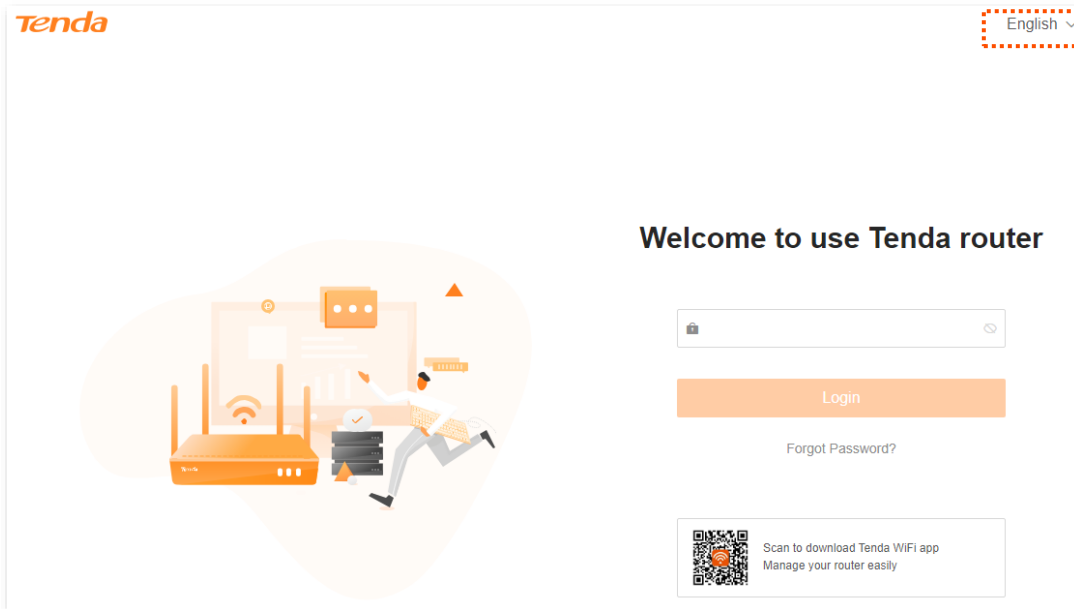 Tenda
English
Welcome to use Tenda router
Login
Forgot Password?
Scan to download Tenda WiFi app
Manage your router easily
Tenda